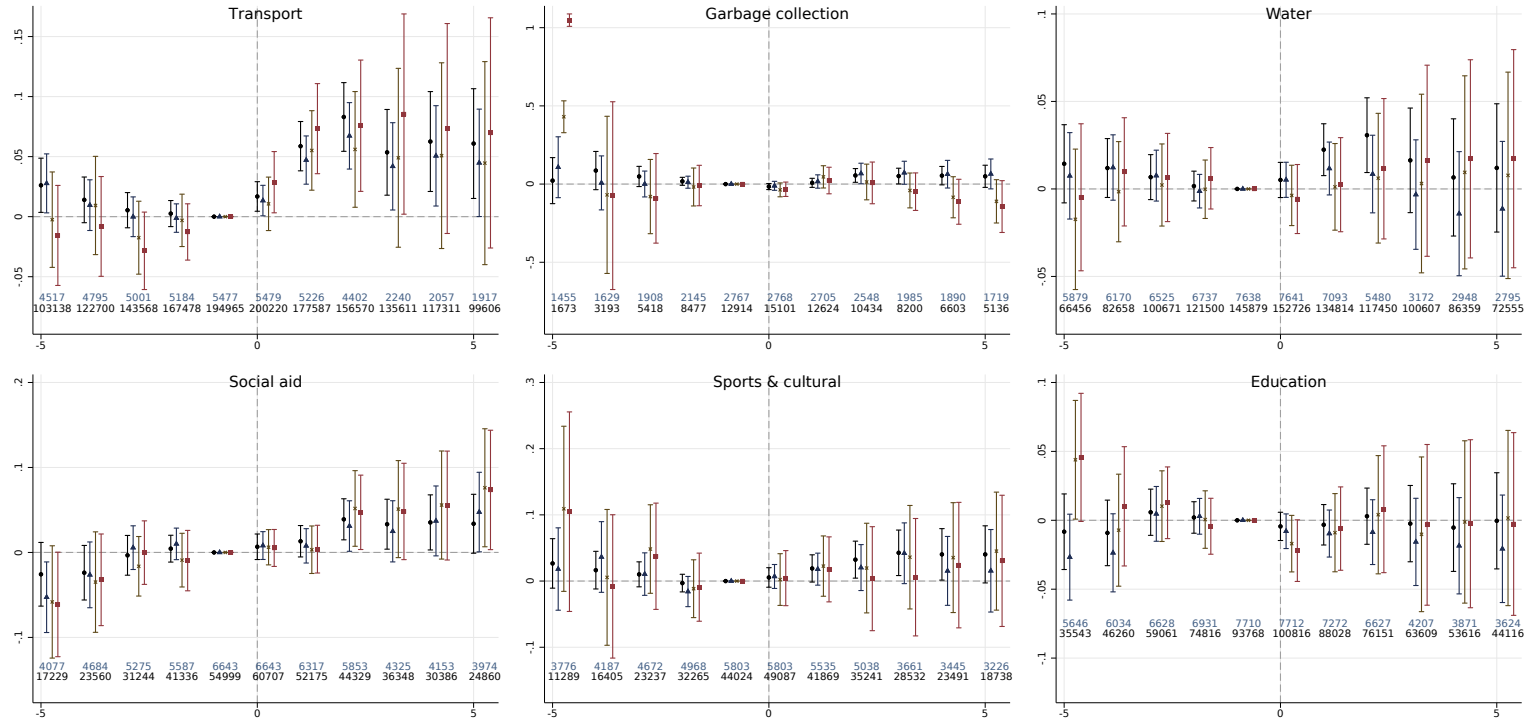 Transport
.15
.1
.05
0
-.05
4517 4795 5001 5184 5477 5479 5226 4402 2240 2057 1917
103138 122700 143568 167478 194965 200220 177587 156570 135611 117311 99606
-5 0 5
Garbage collection
1
.5
0
-.5
1455 1629 1908 2145 2767 2768 2705 2548 1985 1890 1719
1673 3193 5418 8477 12914 15101 12624 10434 8200 6603 5136
-5 0 5
Water
.1
.05
0
-.05
5879 6170 6525 6737 7638 7641 7093 5480 3172 2948 2795
66456 82658 100671 121500 145879 152726 134814 117450 100607 86359 72555
-5 0 5
Social aid
.2
.1
0
-.1
4077 4684 5275 5587 6643 6643 6317 5853 4325 4153 3974
17229 23560 31244 41336 54999 60707 52175 44329 36348 30386 24860
-5 0 5
Sports & cultural
.3
.2
.1
0
-.1
3776 4187 4672 4968 5803 5803 5535 5038 3661 3445 3226
11289 16405 23237 32265 44024 49087 41869 35241 28532 23491 18738
-5 0 5
Education
.1
.05
0
-.05
-.1
5646 6034 6628 6931 7710 7712 7272 6627 4207 3871 3624
35543 46260 59061 74816 93768 100816 88028 76151 63609 53616 44116
-5 0 5